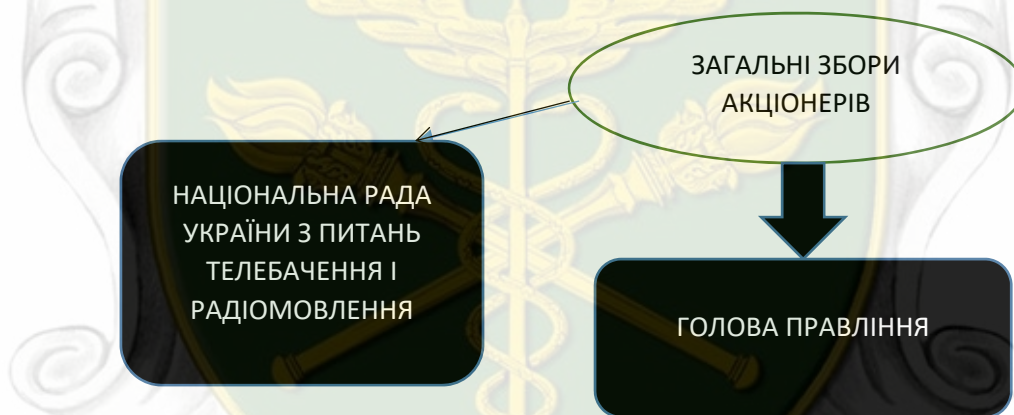 ЗАГАЛЬНІ ЗБОРИ
АКЦІОНЕРІВ
НАЦІОНАЛЬНА РАДА
УКРАЇНИ З ПИТАНЬ
ТЕЛЕБАЧЕННЯ І
РАДІОМОВЛЕННЯ
ГОЛОВА ПРАВЛІННЯ